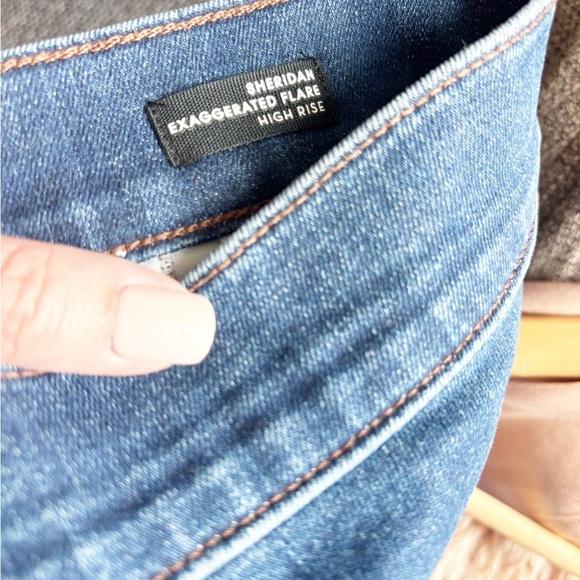 SHERIDAN
EXAGGERATED FLARE
HIGH RISE